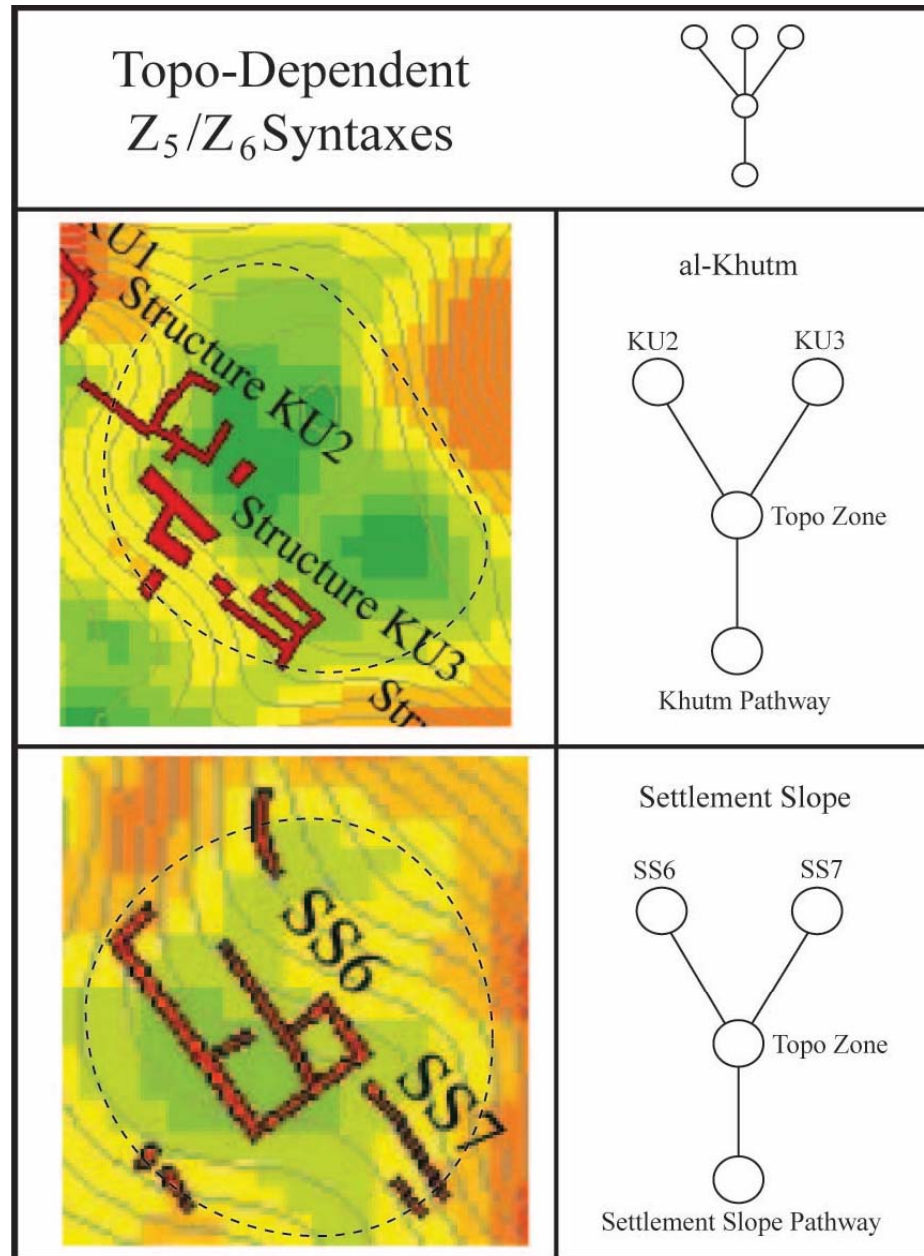 Topo-Dependent
Z₅/Z₆ Syntaxes
KU1
Structure KU2
Structure KU3
Str
al-Khutm
KU2 KU3
Topo Zone
Khutm Pathway
SS6
SS7
Settlement Slope
SS6 SS7
Topo Zone
Settlement Slope Pathway